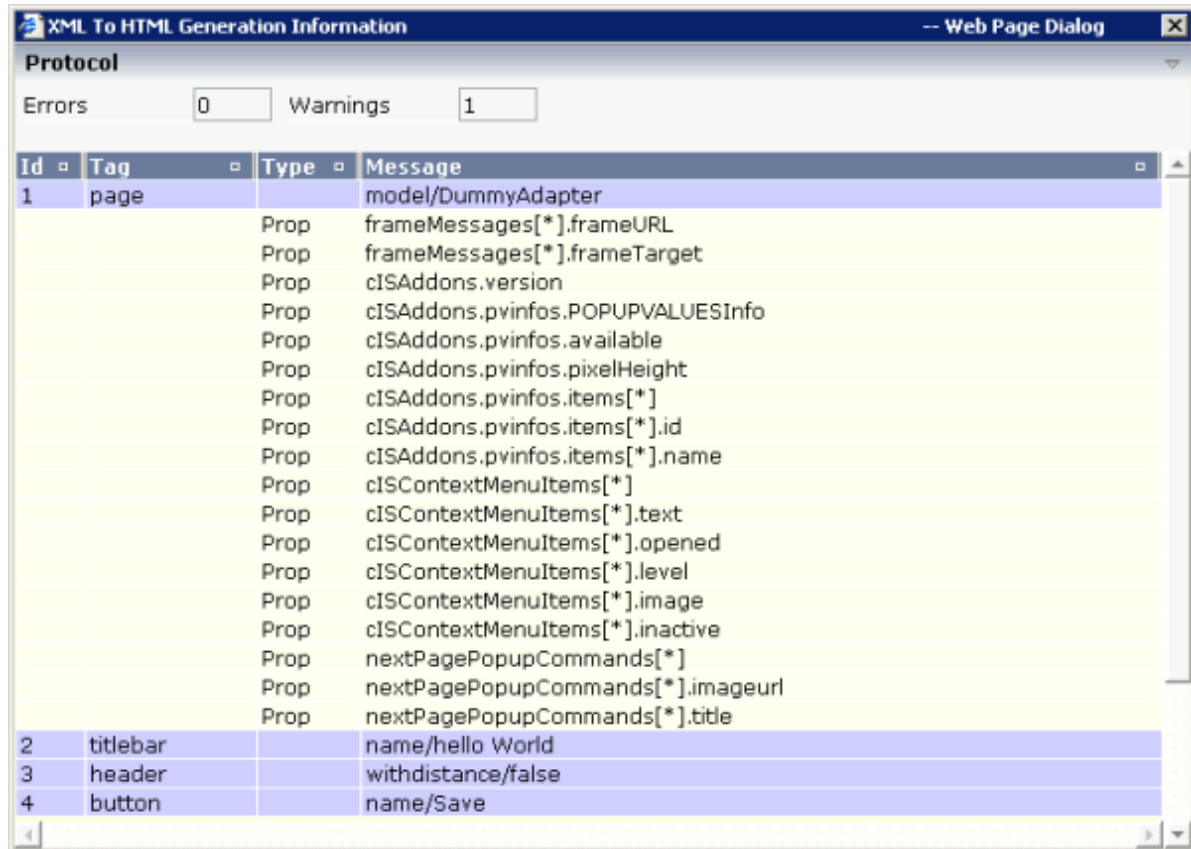 XML To HTML Generation Information -- Web Page Dialog
Protocol
Errors 0 Warnings 1
Id Tag Type Message
1 page model/DummyAdapter
Prop frameMessages[*].frameURL
Prop frameMessages[*].frameTarget
Prop cISAddons.version
Prop cISAddons.pvinfos.POPUPVALUESInfo
Prop cISAddons.pvinfos.available
Prop cISAddons.pvinfos.pixelHeight
Prop cISAddons.pvinfos.items[*]
Prop cISAddons.pvinfos.items[*].id
Prop cISAddons.pvinfos.items[*].name
Prop cISContextMenuItems[*]
Prop cISContextMenuItems[*].text
Prop cISContextMenuItems[*].opened
Prop cISContextMenuItems[*].level
Prop cISContextMenuItems[*].image
Prop cISContextMenuItems[*].inactive
Prop nextPagePopupCommands[*]
Prop nextPagePopupCommands[*].imageurl
Prop nextPagePopupCommands[*].title
2 titlebar name/hello World
3 header withdistance/false
4 button name/Save